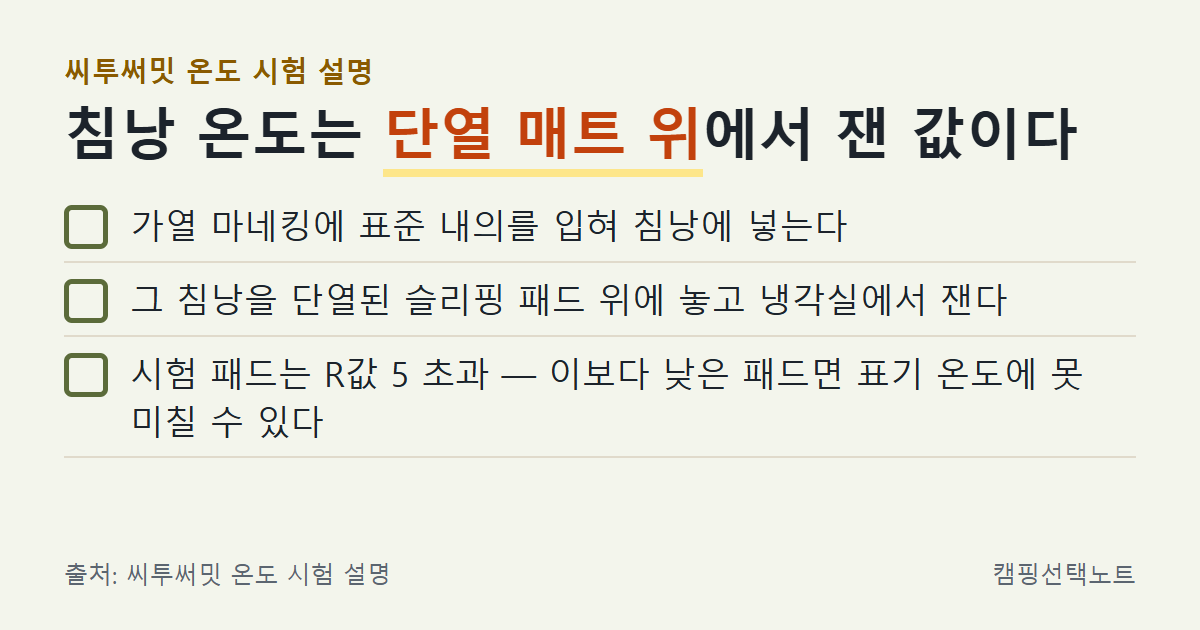 씨투써밋 온도 시험 설명
침낭 온도는 단열 매트 위에서 잰 값이다
가열 마네킹에 표준 내의를 입혀 침낭에 넣는다
그 침낭을 단열된 슬리핑 패드 위에 놓고 냉각실에서 잰다
시험 패드는 R값 5 초과 — 이보다 낮은 패드면 표기 온도에 못
미칠 수 있다
출처: 씨투써밋 온도 시험 설명
캠핑선택노트